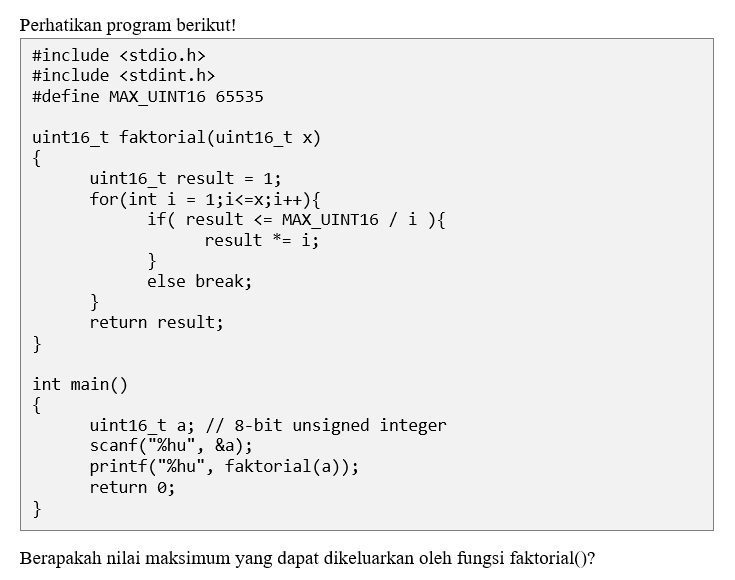 Perhatikan program berikut!
#include <stdio.h>
#include <stdint.h>
#define MAX_UINT16 65535
uint16_t faktorial(uint16_t x)
{
uint16_t result = 1;
for(int i = 1;i<=x;i++){
if( result <= MAX_UINT16 / i ){
result *= i;
}
else break;
}
return result;
}
int main()
{
uint16_t a; // 8-bit unsigned integer
scanf("%hu", &a);
printf("%hu", faktorial(a));
return 0;
}
Berapakah nilai maksimum yang dapat dikeluarkan oleh fungsi faktorial()?